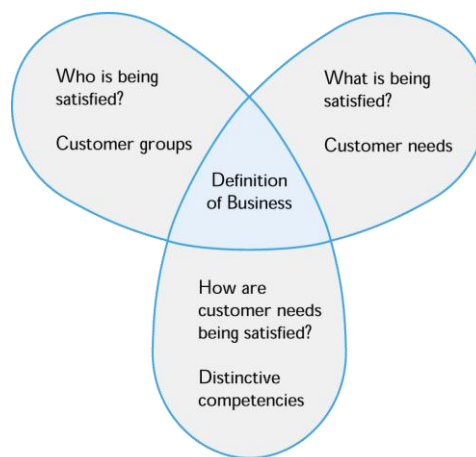 Who is being
satisfied?
Customer groups
What is being
satisfied?
Customer needs
Definition
of Business
How are
customer needs
being satisfied?
Distinctive
competencies